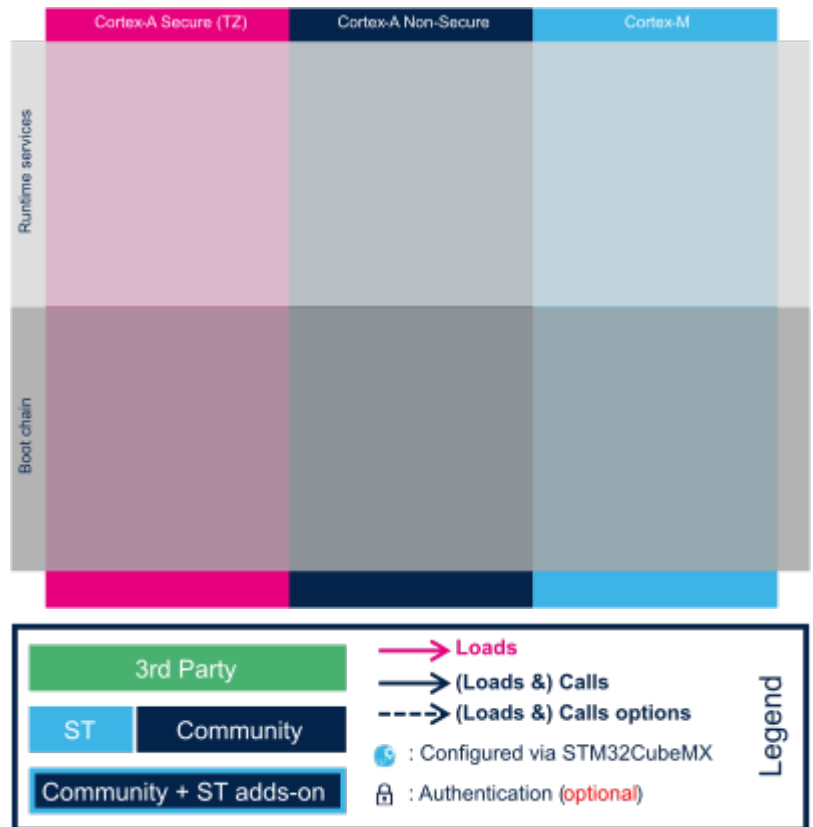 Cortex-A Secure (TZ)
Cortex-A Non-Secure
Cortex-M
Runtime services
Boot chain
3rd Party
ST
Community
Community + ST adds-on
Loads
(Loads &) Calls
(Loads &) Calls options
: Configured via STM32CubeMX
: Authentication (optional)
Legend